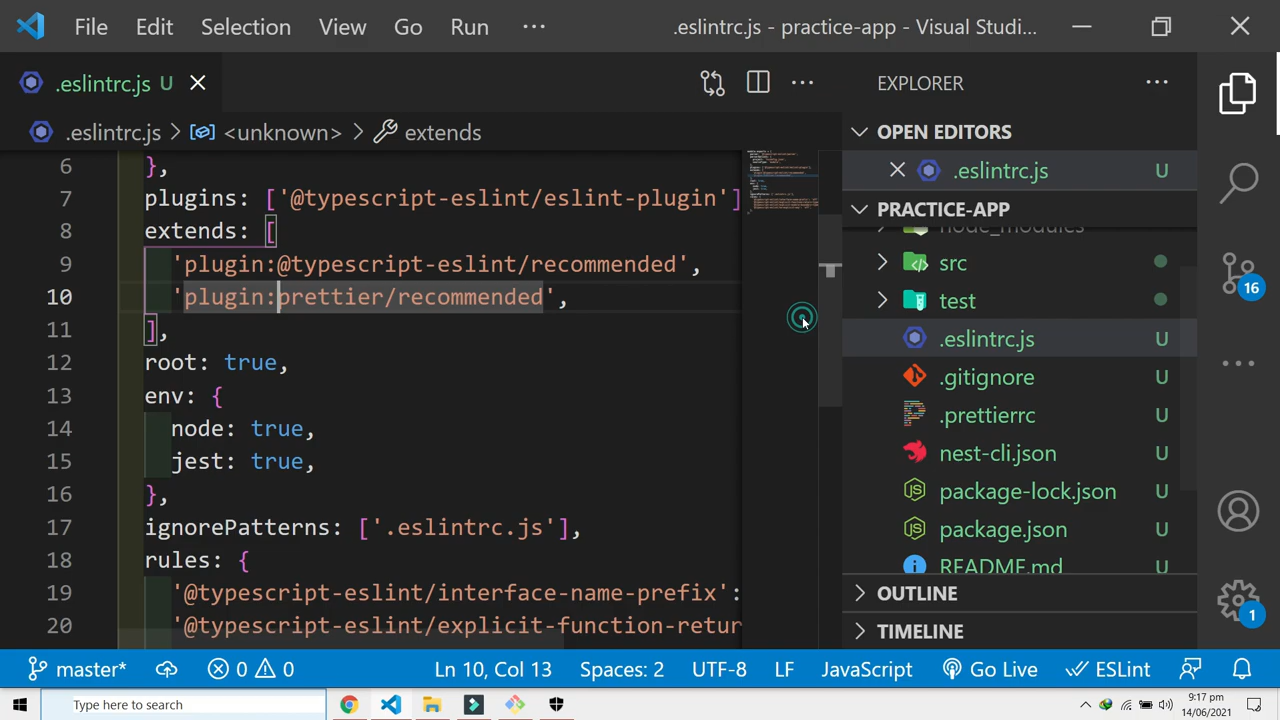 File Edit Selection View Go Run ··· .eslintrc.js - practice-app - Visual Studi...
.eslintrc.js U
.eslintrc.js > <unknown> > extends
6 },
7 plugins: ['@typescript-eslint/eslint-plugin']
8 extends: [
9 'plugin:@typescript-eslint/recommended',
10 'plugin:prettier/recommended',
11 ],
12 root: true,
13 env: {
14 node: true,
15 jest: true,
16 },
17 ignorePatterns: ['.eslintrc.js'],
18 rules: {
19 '@typescript-eslint/interface-name-prefix':
20 '@typescript-eslint/explicit-function-retur
EXPLORER
OPEN EDITORS
.eslintrc.js U
PRACTICE-APP
node_modules
src
test
.eslintrc.js U
.gitignore U
.prettierrc U
nest-cli.json U
package-lock.json U
package.json U
README.md U
OUTLINE
TIMELINE
16
1
master* 0 0 Ln 10, Col 13 Spaces: 2 UTF-8 LF JavaScript Go Live ESLint
Type here to search
9:17 pm
14/06/2021